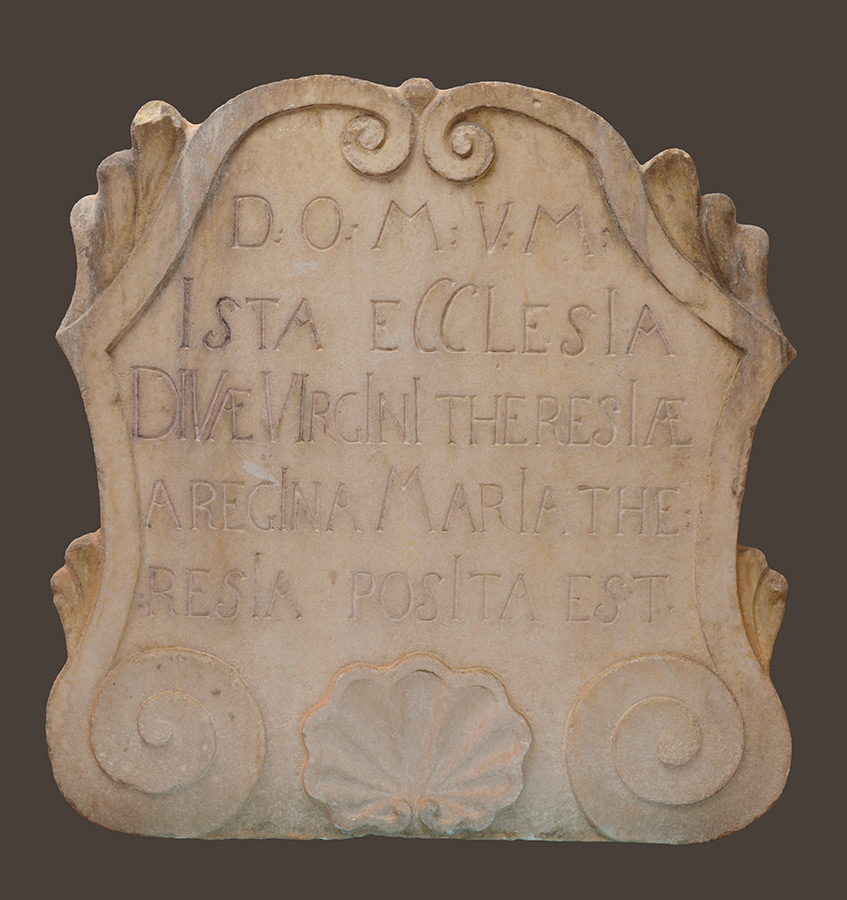 D:O:M:V:M:
ISTA ECCLESIA
DIVÆ VIRGINI THERESIÆ
A REGINA MARIA THE:
:RESIA POSITA EST·